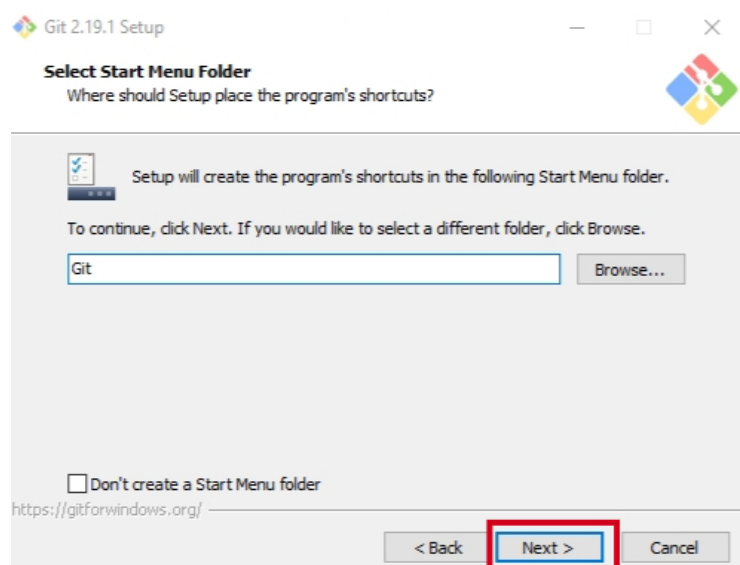 Git 2.19.1 Setup
Select Start Menu Folder
Where should Setup place the program's shortcuts?
Setup will create the program's shortcuts in the following Start Menu folder.
To continue, click Next. If you would like to select a different folder, click Browse.
Git
Browse...
Don't create a Start Menu folder
https://gitforwindows.org/
< Back
Next >
Cancel